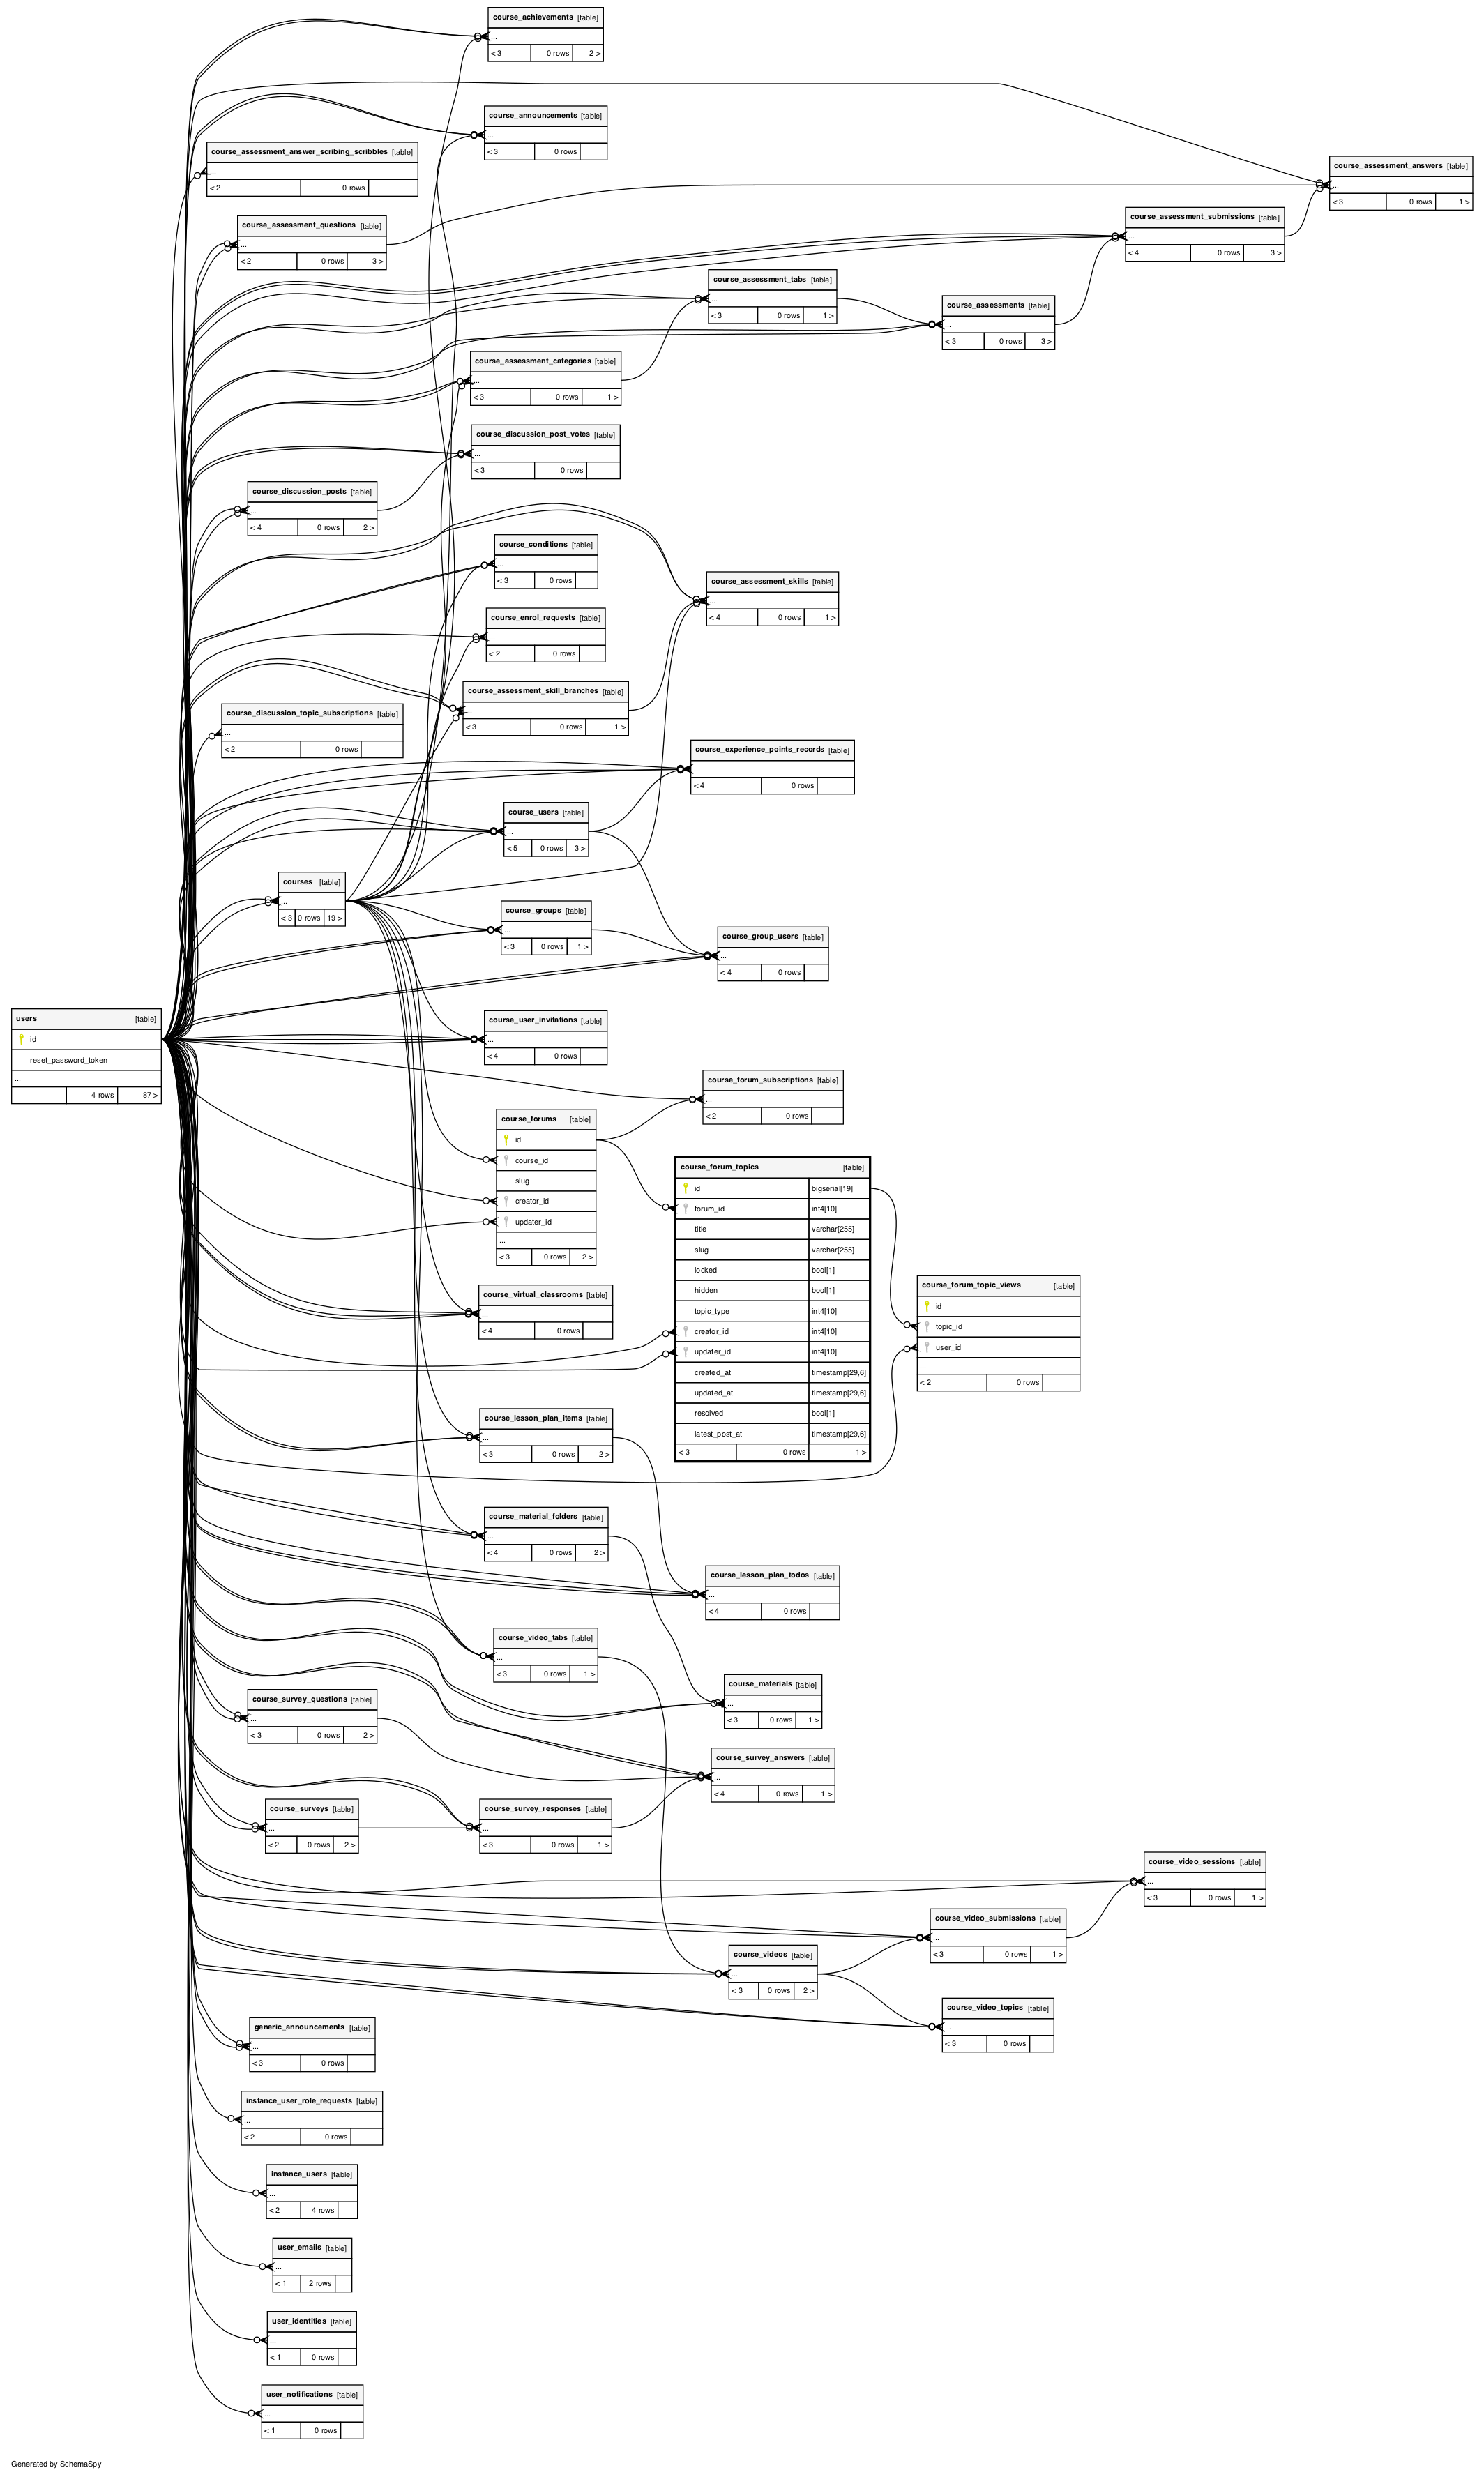 course_achievements [table]
...
< 3 0 rows 2 >
course_announcements [table]
...
< 3 0 rows
course_assessment_answer_scribing_scribbles [table]
...
< 2 0 rows
course_assessment_answers [table]
...
< 3 0 rows 1 >
course_assessment_submissions [table]
...
< 4 0 rows 3 >
course_assessment_questions [table]
...
< 2 0 rows 3 >
course_assessment_tabs [table]
...
< 3 0 rows 1 >
course_assessments [table]
...
< 3 0 rows 3 >
course_assessment_categories [table]
...
< 3 0 rows 1 >
course_discussion_post_votes [table]
...
< 3 0 rows
course_discussion_posts [table]
...
< 4 0 rows 2 >
course_conditions [table]
...
< 3 0 rows
course_assessment_skills [table]
...
< 4 0 rows 1 >
course_enrol_requests [table]
...
< 2 0 rows
course_assessment_skill_branches [table]
...
< 3 0 rows 1 >
course_discussion_topic_subscriptions [table]
...
< 2 0 rows
course_experience_points_records [table]
...
< 4 0 rows
course_users [table]
...
< 5 0 rows 3 >
courses [table]
...
< 3 0 rows 19 >
course_groups [table]
...
< 3 0 rows 1 >
course_group_users [table]
...
< 4 0 rows
users [table]
id
reset_password_token
...
4 rows 87 >
course_user_invitations [table]
...
< 4 0 rows
course_forum_subscriptions [table]
...
< 2 0 rows
course_forums [table]
id
course_id
slug
creator_id
updater_id
...
< 3 0 rows 2 >
course_forum_topics [table]
id bigserial[19]
forum_id int4[10]
title varchar[255]
slug varchar[255]
locked bool[1]
hidden bool[1]
topic_type int4[10]
creator_id int4[10]
updater_id int4[10]
created_at timestamp[29,6]
updated_at timestamp[29,6]
resolved bool[1]
latest_post_at timestamp[29,6]
< 3 0 rows 1 >
course_forum_topic_views [table]
id
topic_id
user_id
...
< 2 0 rows
course_virtual_classrooms [table]
...
< 4 0 rows
course_lesson_plan_items [table]
...
< 3 0 rows 2 >
course_material_folders [table]
...
< 4 0 rows 2 >
course_lesson_plan_todos [table]
...
< 4 0 rows
course_video_tabs [table]
...
< 3 0 rows 1 >
course_materials [table]
...
< 3 0 rows 1 >
course_survey_questions [table]
...
< 3 0 rows 2 >
course_survey_answers [table]
...
< 4 0 rows 1 >
course_surveys [table]
...
< 2 0 rows 2 >
course_survey_responses [table]
...
< 3 0 rows 1 >
course_video_sessions [table]
...
< 3 0 rows 1 >
course_video_submissions [table]
...
< 3 0 rows 1 >
course_videos [table]
...
< 3 0 rows 2 >
course_video_topics [table]
...
< 3 0 rows
generic_announcements [table]
...
< 3 0 rows
instance_user_role_requests [table]
...
< 2 0 rows
instance_users [table]
...
< 2 4 rows
user_emails [table]
...
< 1 2 rows
user_identities [table]
...
< 1 0 rows
user_notifications [table]
...
< 1 0 rows
Generated by SchemaSpy